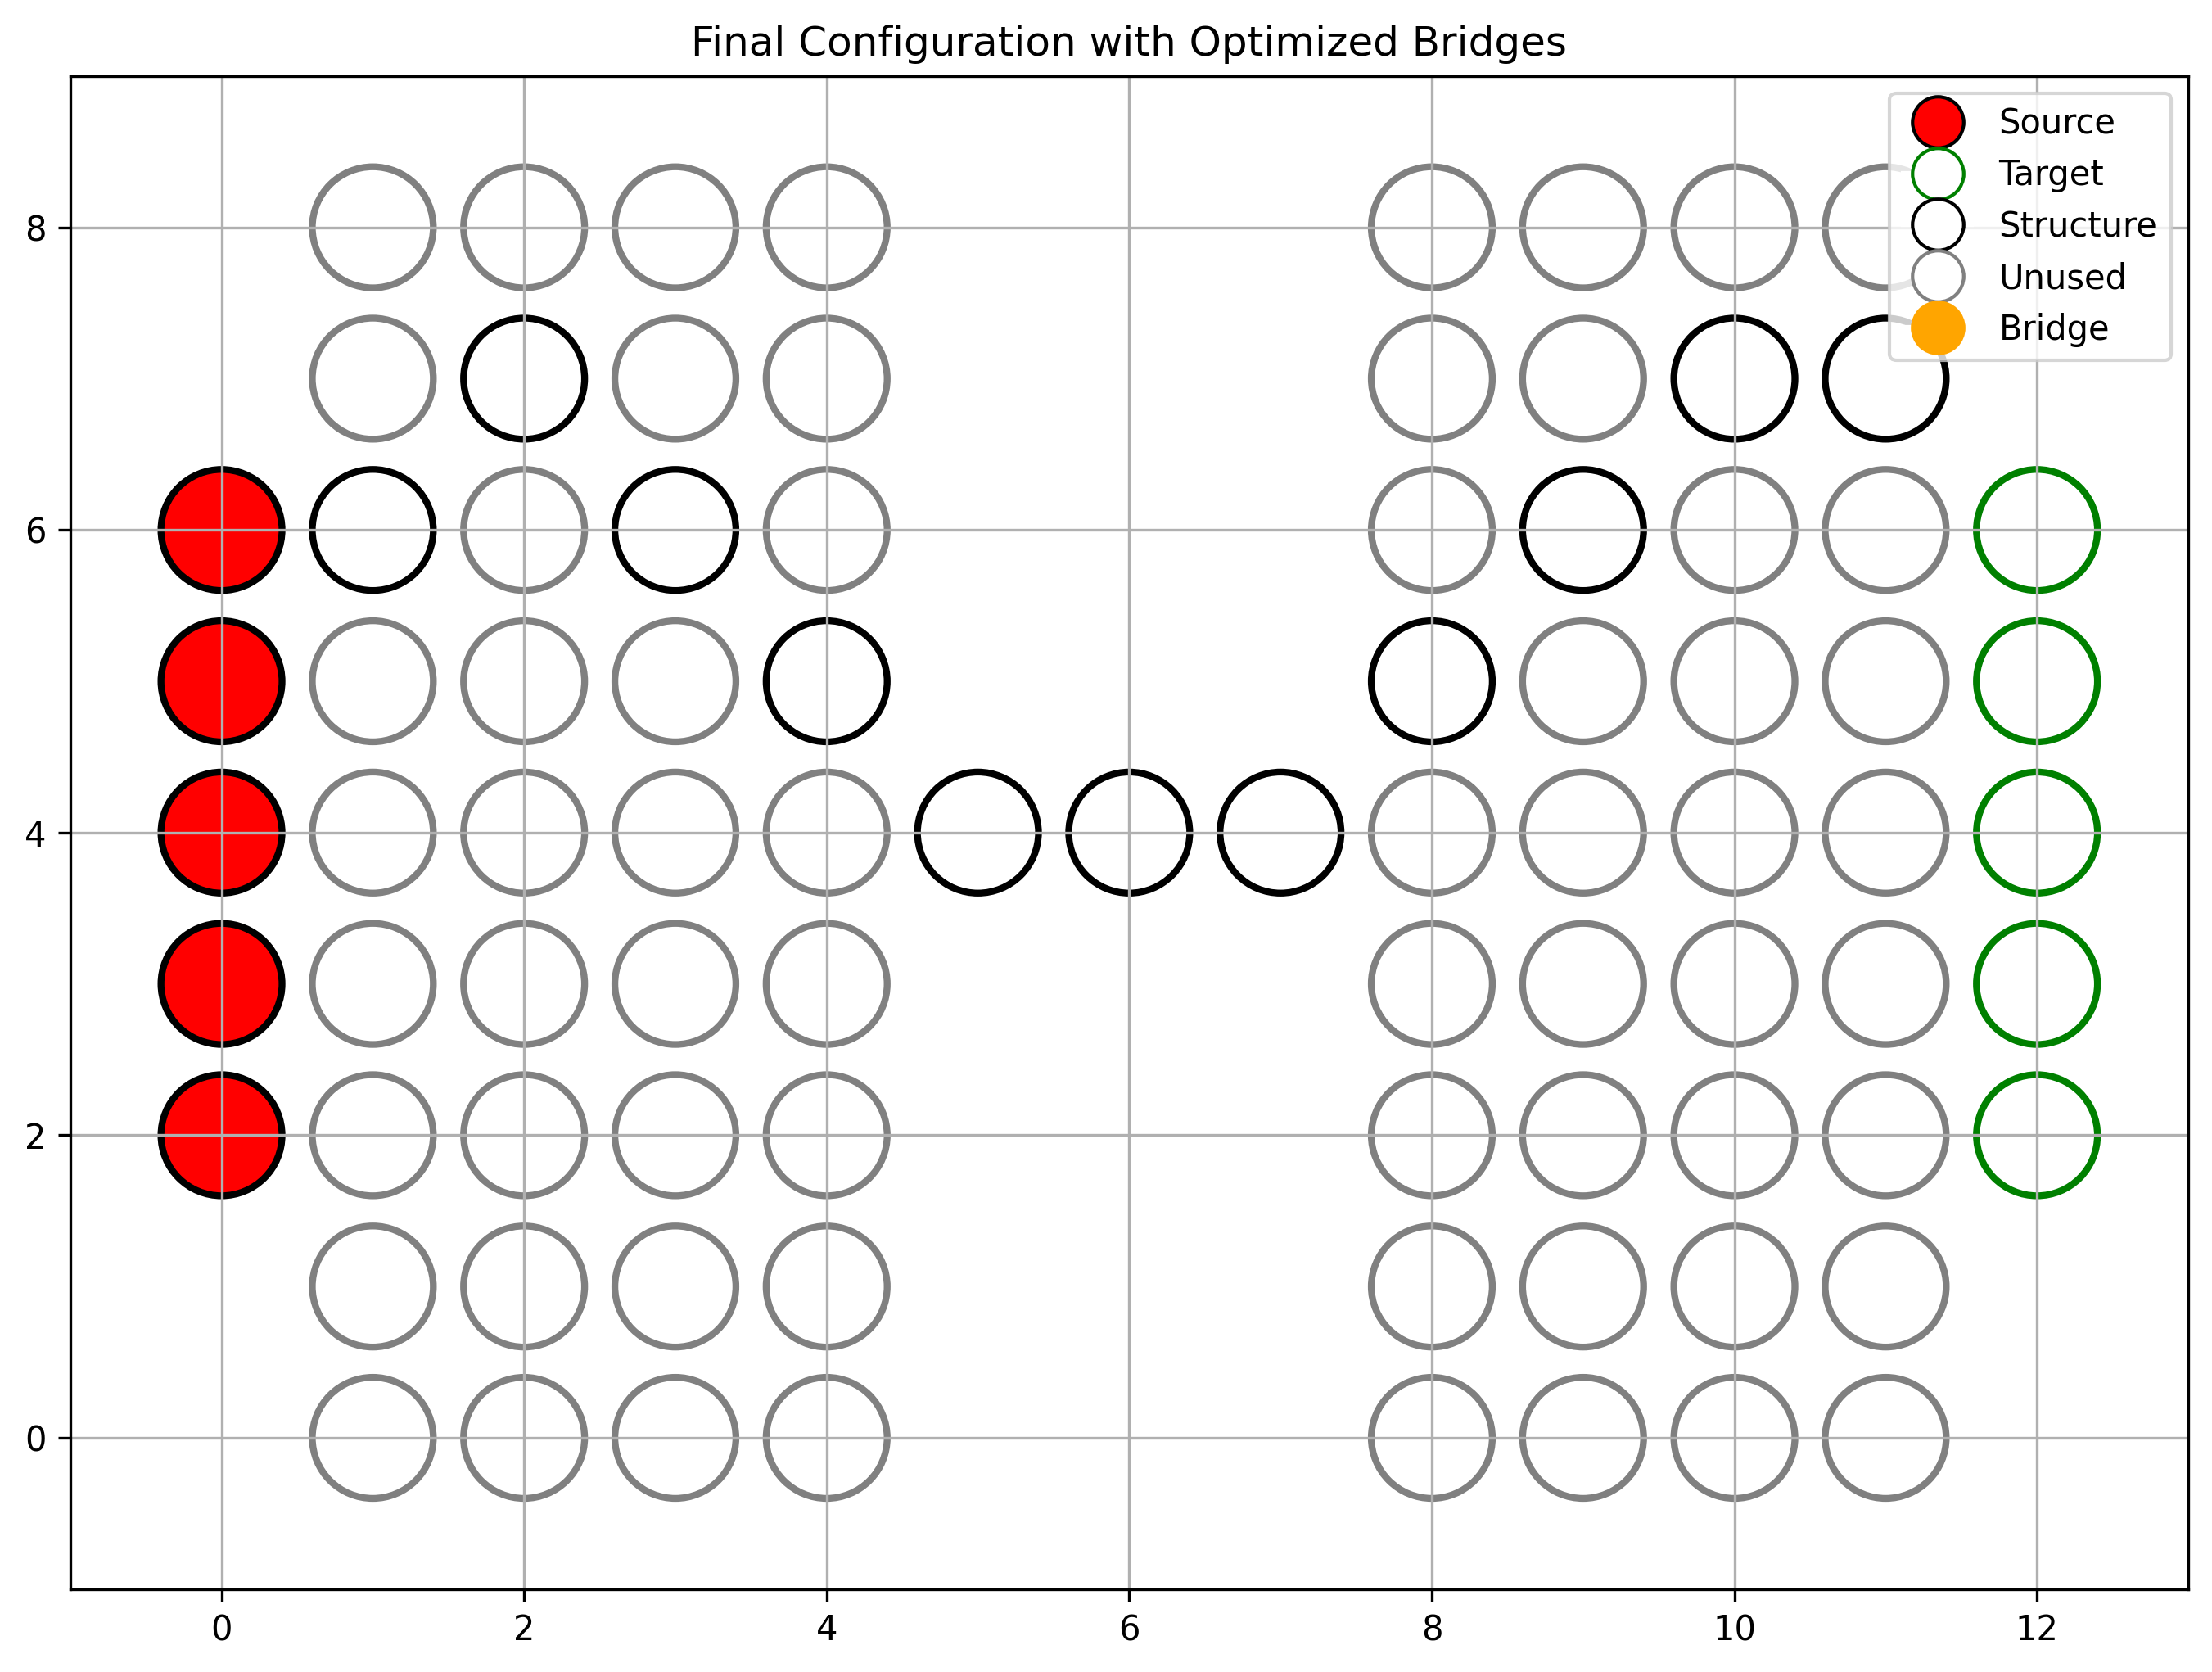 Final Configuration with Optimized Bridges
Source
Target
Structure
Unused
Bridge
8
6
4
2
0
0 2 4 6 8 10 12